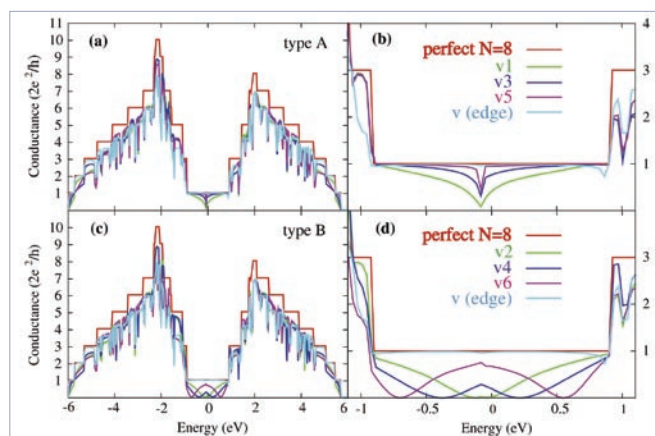 (a)
type A
Conductance (2e²/h)
11
10
9
8
7
6
5
4
3
2
1
(b)
perfect N=8
v1
v3
v5
v (edge)
4
3
2
1
(c)
type B
Conductance (2e²/h)
10
9
8
7
6
5
4
3
2
1
-6
-4
-2
0
2
4
6
Energy (eV)
(d)
perfect N=8
v2
v4
v6
v (edge)
3
2
1
-1
-0.5
0
0.5
1
Energy (eV)